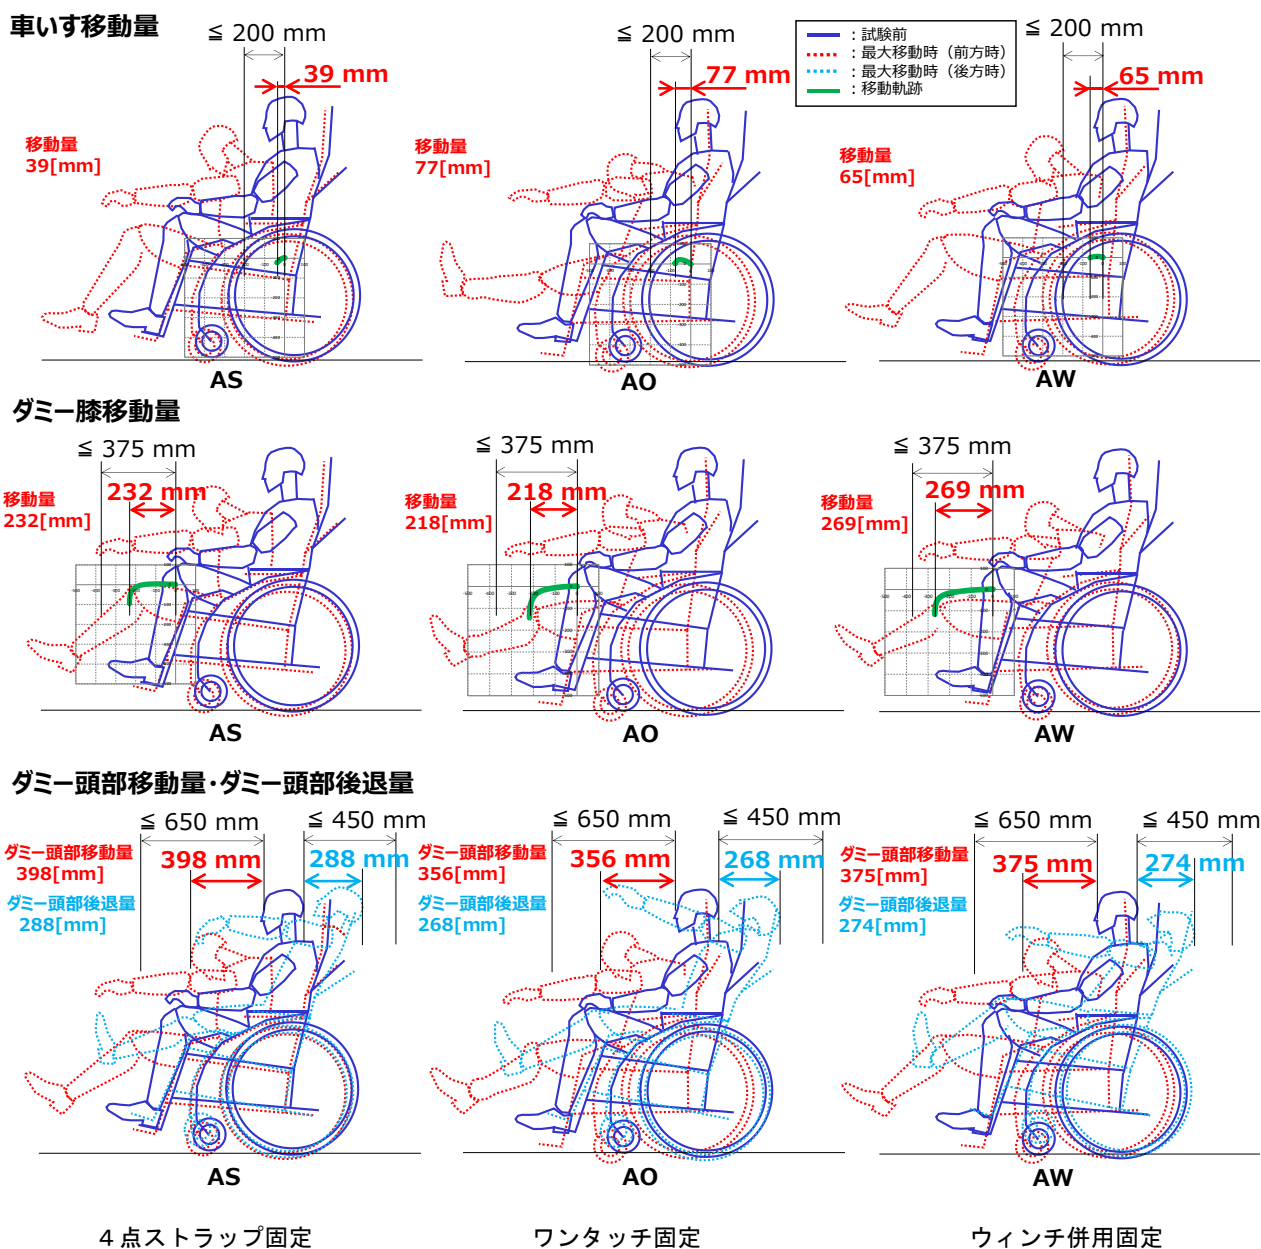 車いす移動量
≦ 200 mm
39 mm
移動量
39[mm]
AS
≦ 200 mm
77 mm
移動量
77[mm]
AO
：試験前
：最大移動時（前方時）
：最大移動時（後方時）
：移動軌跡
≦ 200 mm
65 mm
移動量
65[mm]
AW
ダミー膝移動量
≦ 375 mm
232 mm
移動量
232[mm]
AS
≦ 375 mm
218 mm
移動量
218[mm]
AO
≦ 375 mm
269 mm
移動量
269[mm]
AW
ダミー頭部移動量・ダミー頭部後退量
≦ 650 mm
≦ 450 mm
398 mm
288 mm
ダミー頭部移動量
398[mm]
ダミー頭部後退量
288[mm]
AS
≦ 650 mm
≦ 450 mm
356 mm
268 mm
ダミー頭部移動量
356[mm]
ダミー頭部後退量
268[mm]
AO
≦ 650 mm
≦ 450 mm
375 mm
274 mm
ダミー頭部移動量
375[mm]
ダミー頭部後退量
274[mm]
AW
４点ストラップ固定
ワンタッチ固定
ウィンチ併用固定